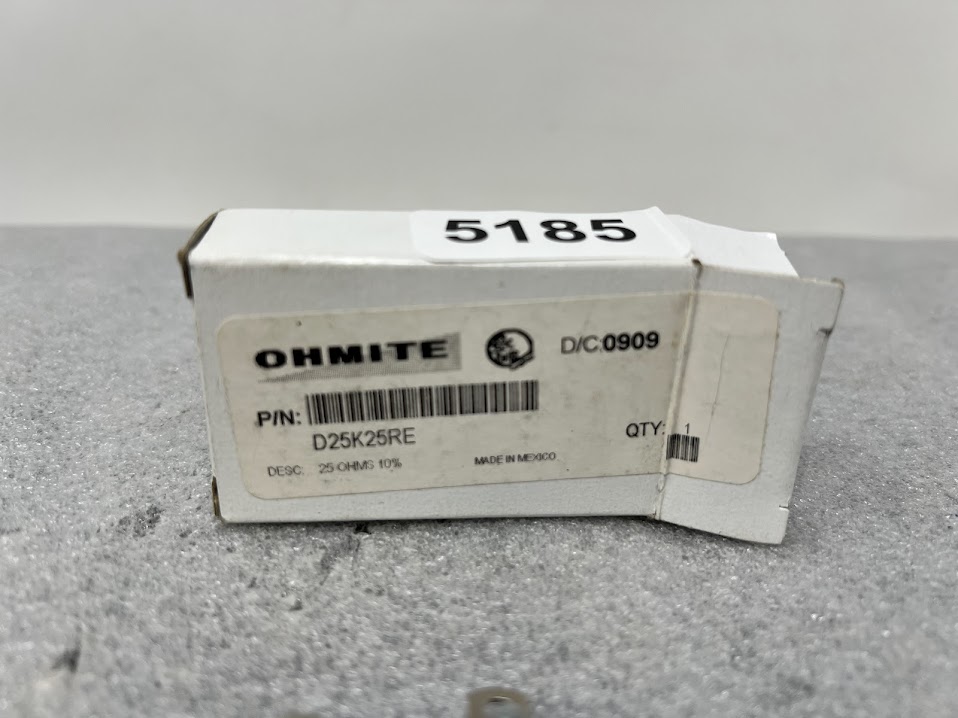 5185
OHMITE
D/C:0909
P/N:
D25K25RE
QTY: 1
DESC: 25 OHMS 10%
MADE IN MEXICO